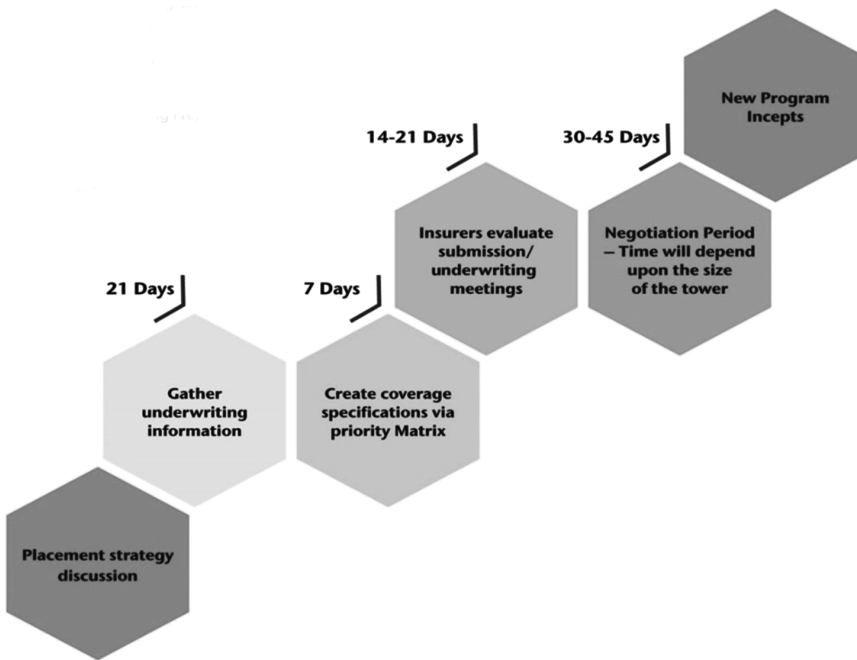 New Program
Incepts
14-21 Days
30-45 Days
Insurers evaluate
submission/
underwriting
meetings
Negotiation Period
– Time will depend
upon the size
of the tower
21 Days
7 Days
Gather
underwriting
information
Create coverage
specifications via
priority Matrix
Placement strategy
discussion